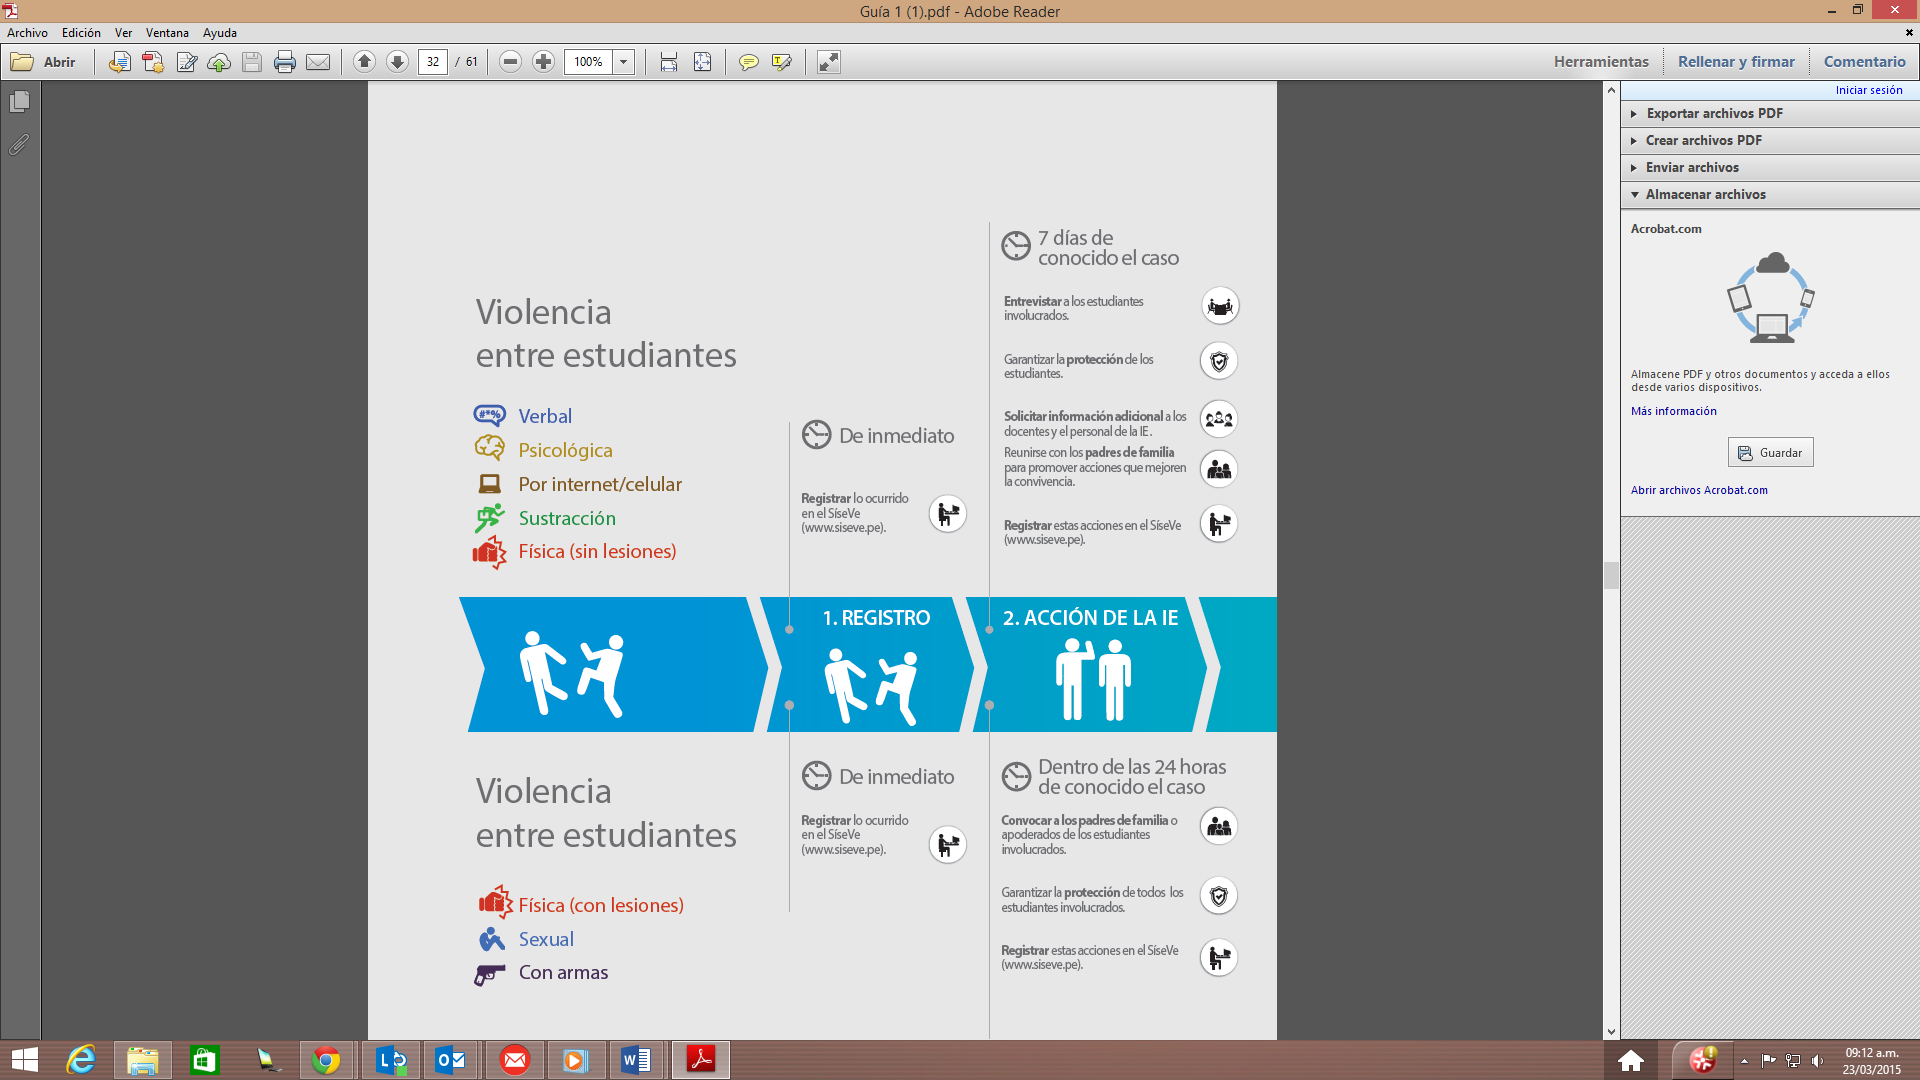 Guía 1 (1).pdf - Adobe Reader
Archivo Edición Ver Ventana Ayuda
Abrir
32 / 61
100%
Herramientas
Rellenar y firmar
Comentario
Iniciar sesión
Exportar archivos PDF
Crear archivos PDF
Enviar archivos
Almacenar archivos
Acrobat.com
Almacene PDF y otros documentos y acceda a ellos
desde varios dispositivos.
Más información
Guardar
Abrir archivos Acrobat.com
Violencia
entre estudiantes
#*%
Verbal
Psicológica
Por internet/celular
Sustracción
Física (sin lesiones)
De inmediato
Registrar lo ocurrido
en el SíseVe
(www.siseve.pe).
7 días de
conocido el caso
Entrevistar a los estudiantes
involucrados.
Garantizar la protección de los
estudiantes.
Solicitar información adicional a los
docentes y el personal de la IE.
Reunirse con los padres de familia
para promover acciones que mejoren
la convivencia.
Registrar estas acciones en el SíseVe
(www.siseve.pe).
1. REGISTRO
2. ACCIÓN DE LA IE
Violencia
entre estudiantes
Física (con lesiones)
Sexual
Con armas
De inmediato
Registrar lo ocurrido
en el SíseVe
(www.siseve.pe).
Dentro de las 24 horas
de conocido el caso
Convocar a los padres de familia o
apoderados de los estudiantes
involucrados.
Garantizar la protección de todos los
estudiantes involucrados.
Registrar estas acciones en el SíseVe
(www.siseve.pe).
09:12 a.m.
23/03/2015